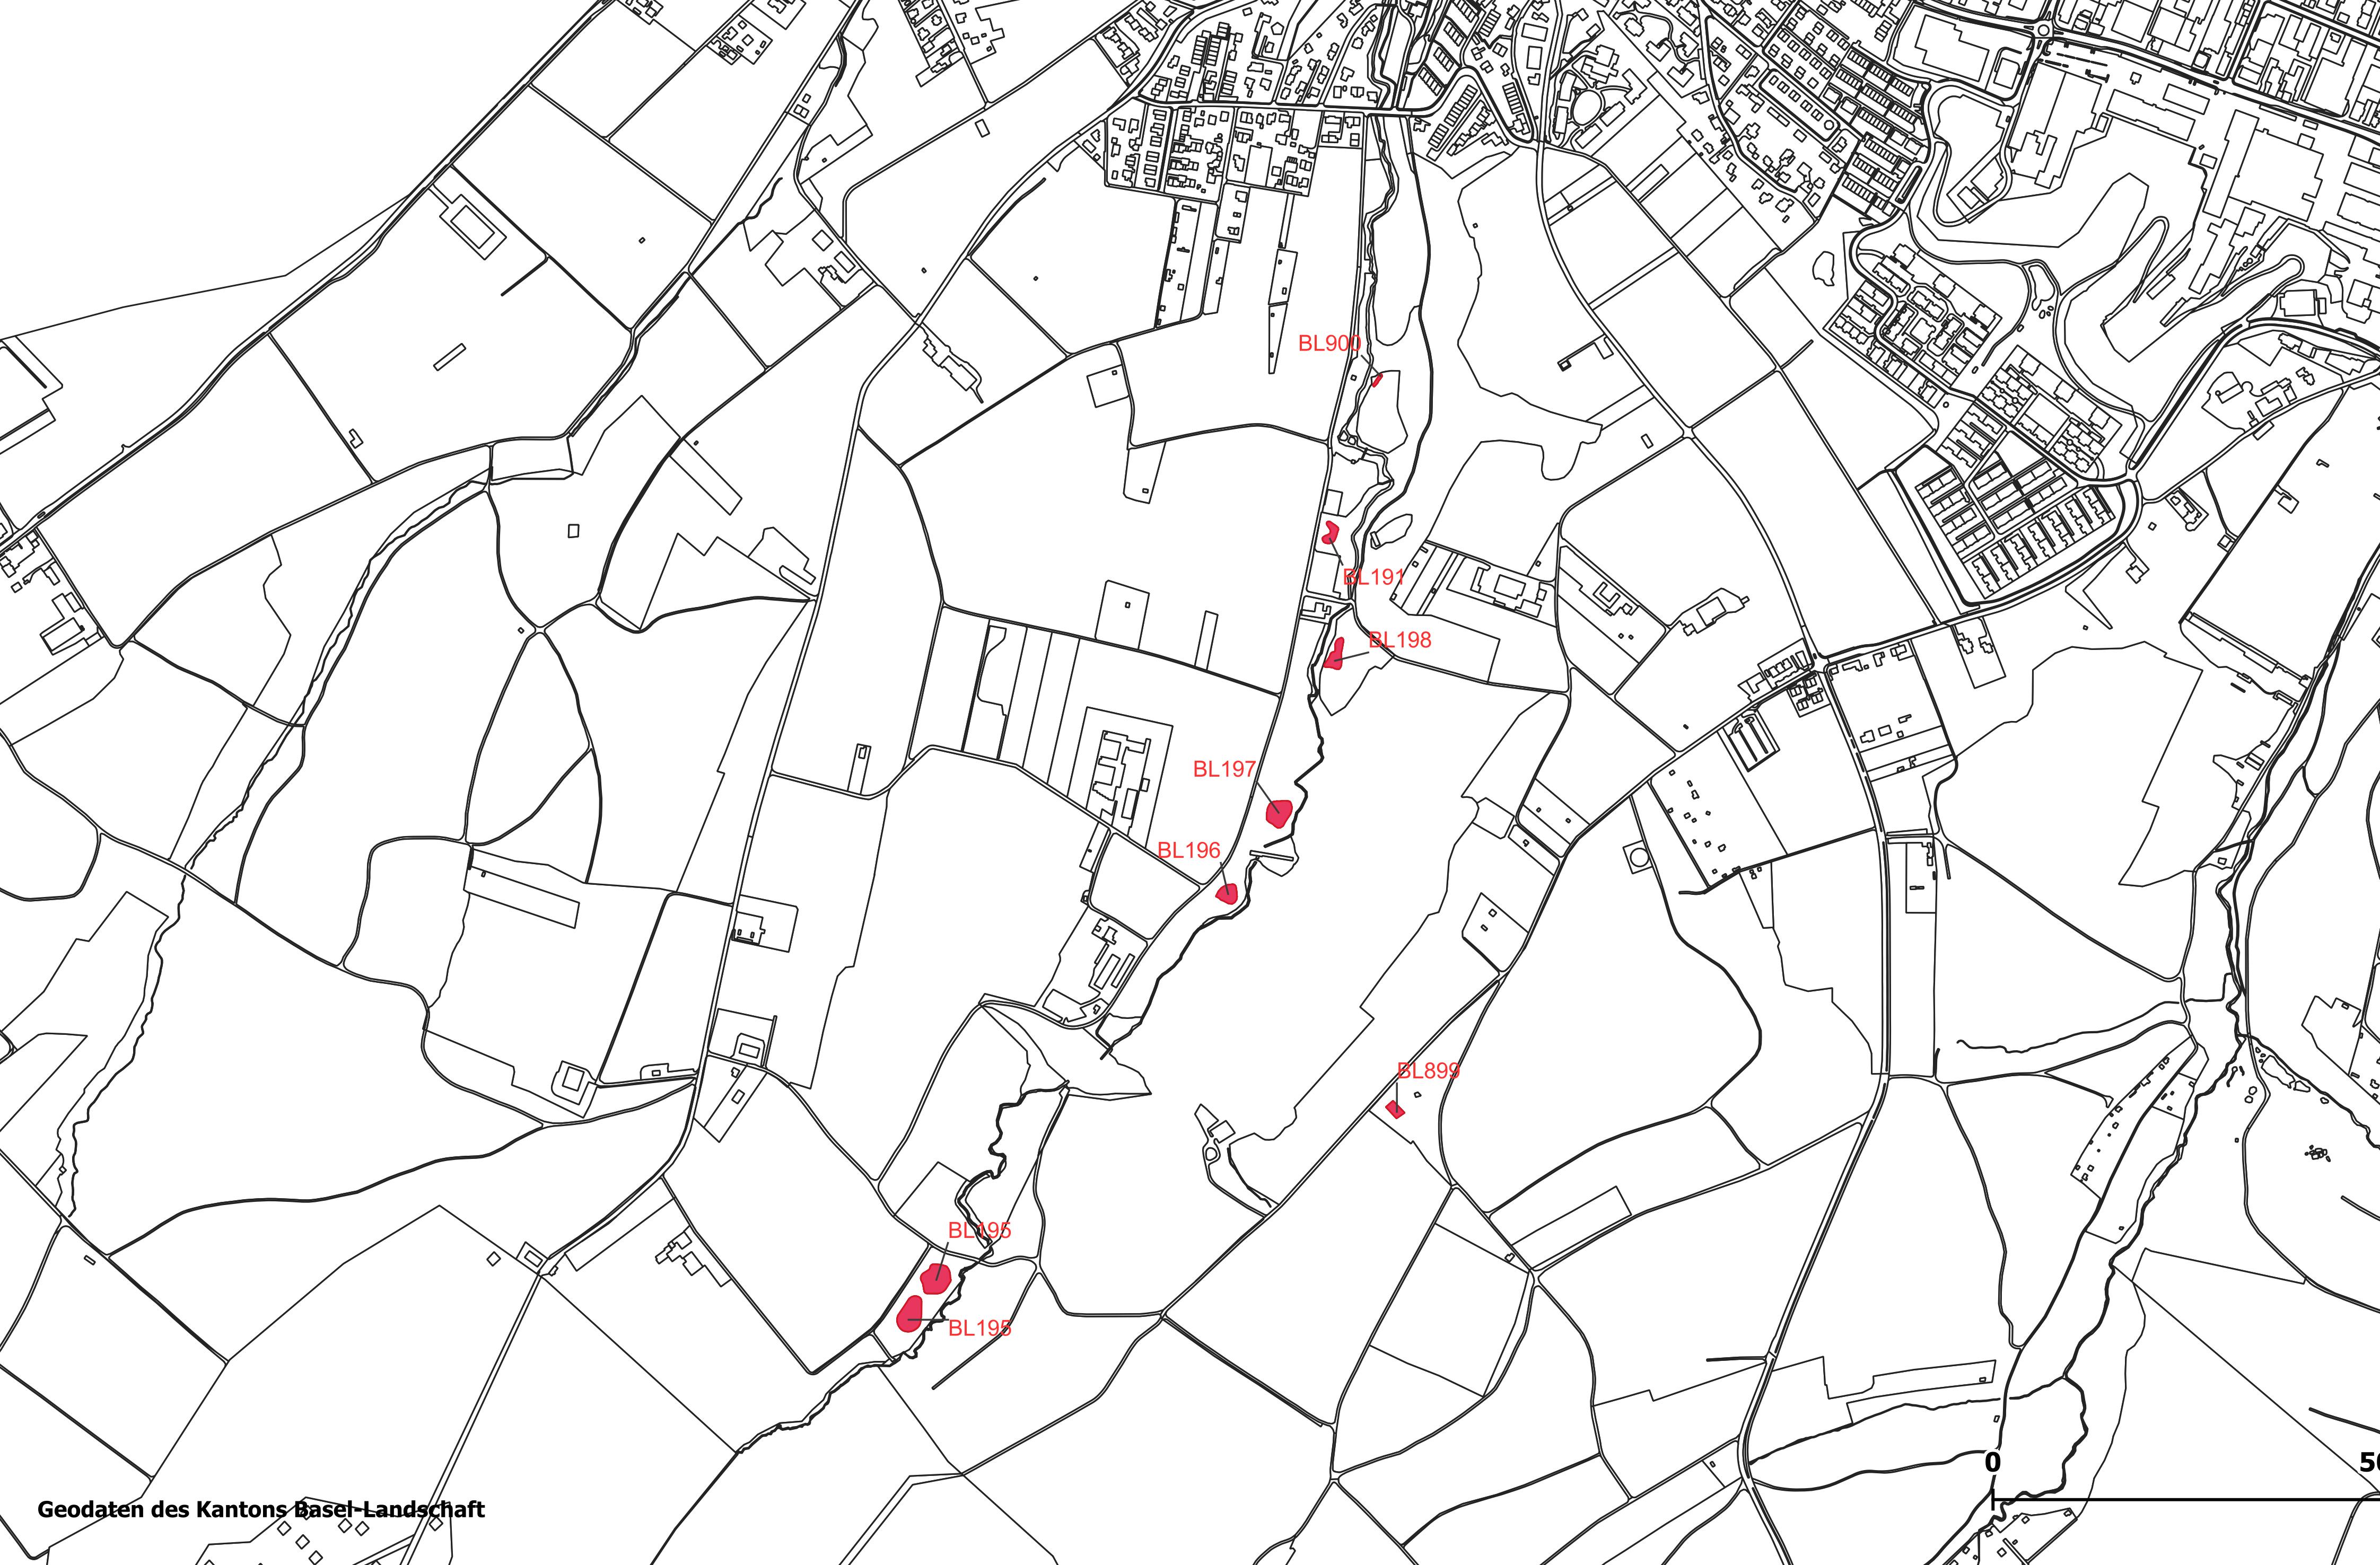 BL900
BL191
BL198
BL197
BL196
BL899
BL195
BL195
0
Geodaten des Kantons Basel-Landschaft